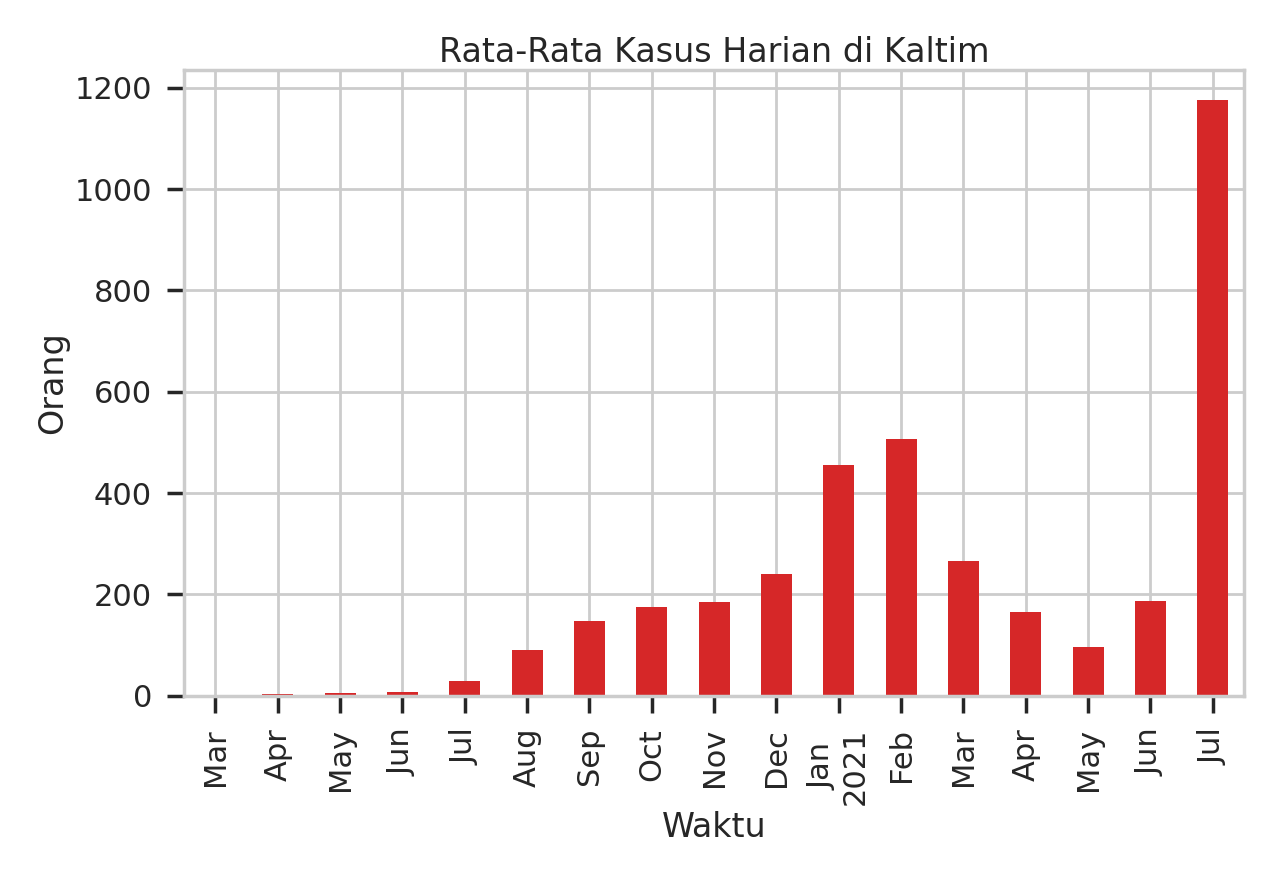 Rata-Rata Kasus Harian di Kaltim
1200
1000
800
600
400
200
0
Orang
Mar
Apr
May
Jun
Jul
Aug
Sep
Oct
Nov
Dec
Jan
2021
Feb
Mar
Apr
May
Jun
Jul
Waktu